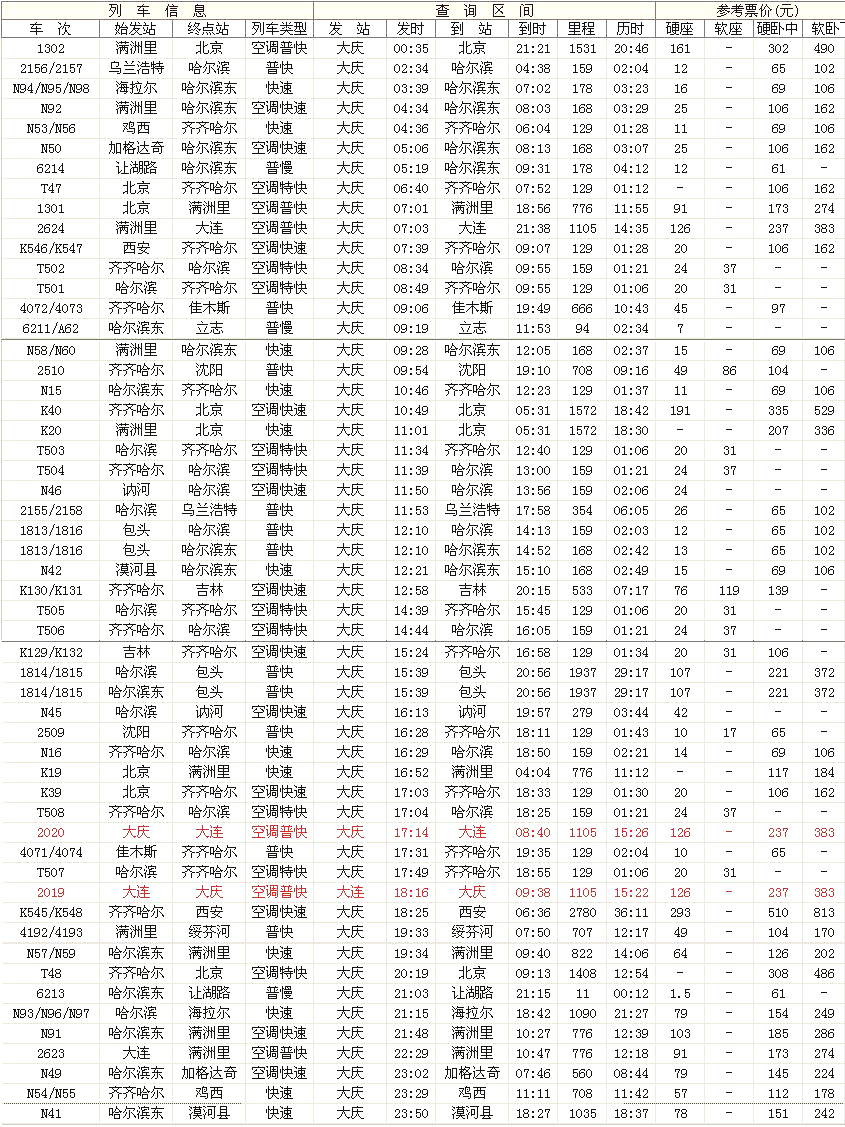 列 车 信 息 查 询 区 间 参考票价(元)
车 次 始发站 终点站 列车类型 发 站 发时 到 站 到时 里程 历时 硬座 软座 硬卧中 软卧下
1302 满洲里 北京 空调普快 大庆 00:35 北京 21:21 1531 20:46 161 - 302 490
2156/2157 乌兰浩特 哈尔滨 普快 大庆 02:34 哈尔滨 04:38 159 02:04 12 - 65 102
N94/N95/N98 海拉尔 哈尔滨东 快速 大庆 03:39 哈尔滨东 07:02 178 03:23 16 - 69 106
N92 满洲里 哈尔滨东 空调快速 大庆 04:34 哈尔滨东 08:03 168 03:29 25 - 106 162
N53/N56 鸡西 齐齐哈尔 快速 大庆 04:36 齐齐哈尔 06:04 129 01:28 11 - 69 106
N50 加格达奇 哈尔滨东 空调快速 大庆 05:06 哈尔滨东 08:13 168 03:07 25 - 106 162
6214 让湖路 哈尔滨东 普慢 大庆 05:19 哈尔滨东 09:31 178 04:12 12 - 61 -
T47 北京 齐齐哈尔 空调特快 大庆 06:40 齐齐哈尔 07:52 129 01:12 - - 106 162
1301 北京 满洲里 空调普快 大庆 07:01 满洲里 18:56 776 11:55 91 - 173 274
2624 满洲里 大连 空调普快 大庆 07:03 大连 21:38 1105 14:35 126 - 237 383
K546/K547 西安 齐齐哈尔 空调快速 大庆 07:39 齐齐哈尔 09:07 129 01:28 20 - 106 162
T502 齐齐哈尔 哈尔滨 空调特快 大庆 08:34 哈尔滨 09:55 159 01:21 24 37 - -
T501 哈尔滨 齐齐哈尔 空调特快 大庆 08:49 齐齐哈尔 09:55 129 01:06 20 31 - -
4072/4073 齐齐哈尔 佳木斯 普快 大庆 09:06 佳木斯 19:49 666 10:43 45 - 97 -
6211/A62 哈尔滨东 立志 普慢 大庆 09:19 立志 11:53 94 02:34 7 - - -
N58/N60 满洲里 哈尔滨东 快速 大庆 09:28 哈尔滨东 12:05 168 02:37 15 - 69 106
2510 齐齐哈尔 沈阳 普快 大庆 09:54 沈阳 19:10 708 09:16 49 86 104 -
N15 哈尔滨东 齐齐哈尔 快速 大庆 10:46 齐齐哈尔 12:23 129 01:37 11 - 69 106
K40 齐齐哈尔 北京 空调快速 大庆 10:49 北京 05:31 1572 18:42 191 - 335 529
K20 满洲里 北京 快速 大庆 11:01 北京 05:31 1572 18:30 - - 207 336
T503 哈尔滨 齐齐哈尔 空调特快 大庆 11:34 齐齐哈尔 12:40 129 01:06 20 31 - -
T504 齐齐哈尔 哈尔滨 空调特快 大庆 11:39 哈尔滨 13:00 159 01:21 24 37 - -
N46 讷河 哈尔滨 空调快速 大庆 11:50 哈尔滨 13:56 159 02:06 24 - - -
2155/2158 哈尔滨 乌兰浩特 普快 大庆 11:53 乌兰浩特 17:58 354 06:05 26 - 65 102
1813/1816 包头 哈尔滨 普快 大庆 12:10 哈尔滨 14:13 159 02:03 12 - 65 102
1813/1816 包头 哈尔滨东 普快 大庆 12:10 哈尔滨东 14:52 168 02:42 13 - 65 102
N42 漠河县 哈尔滨东 快速 大庆 12:21 哈尔滨东 15:10 168 02:49 15 - 69 106
K130/K131 齐齐哈尔 吉林 空调快速 大庆 12:58 吉林 20:15 533 07:17 76 119 139 -
T505 哈尔滨 齐齐哈尔 空调特快 大庆 14:39 齐齐哈尔 15:45 129 01:06 20 31 - -
T506 齐齐哈尔 哈尔滨 空调特快 大庆 14:44 哈尔滨 16:05 159 01:21 24 37 - -
K129/K132 吉林 齐齐哈尔 空调快速 大庆 15:24 齐齐哈尔 16:58 129 01:34 20 31 106 -
1814/1815 哈尔滨 包头 普快 大庆 15:39 包头 20:56 1937 29:17 107 - 221 372
1814/1815 哈尔滨东 包头 普快 大庆 15:39 包头 20:56 1937 29:17 107 - 221 372
N45 哈尔滨 讷河 空调快速 大庆 16:13 讷河 19:57 279 03:44 42 - - -
2509 沈阳 齐齐哈尔 普快 大庆 16:28 齐齐哈尔 18:11 129 01:43 10 17 65 -
N16 齐齐哈尔 哈尔滨 快速 大庆 16:29 哈尔滨 18:50 159 02:21 14 - 69 106
K19 北京 满洲里 快速 大庆 16:52 满洲里 04:04 776 11:12 - - 117 184
K39 北京 齐齐哈尔 空调快速 大庆 17:03 齐齐哈尔 18:33 129 01:30 20 - 106 162
T508 齐齐哈尔 哈尔滨 空调特快 大庆 17:04 哈尔滨 18:25 159 01:21 24 37 - -
2020 大庆 大连 空调普快 大庆 17:14 大连 08:40 1105 15:26 126 - 237 383
4071/4074 佳木斯 齐齐哈尔 普快 大庆 17:31 齐齐哈尔 19:35 129 02:04 10 - 65 -
T507 哈尔滨 齐齐哈尔 空调特快 大庆 17:49 齐齐哈尔 18:55 129 01:06 20 31 - -
2019 大连 大庆 空调普快 大连 18:16 大庆 09:38 1105 15:22 126 - 237 383
K545/K548 齐齐哈尔 西安 空调快速 大庆 18:25 西安 06:36 2780 36:11 293 - 510 813
4192/4193 满洲里 绥芬河 普快 大庆 19:33 绥芬河 07:50 707 12:17 49 - 104 170
N57/N59 哈尔滨东 满洲里 快速 大庆 19:34 满洲里 09:40 822 14:06 64 - 126 202
T48 齐齐哈尔 北京 空调特快 大庆 20:19 北京 09:13 1408 12:54 - - 308 486
6213 哈尔滨东 让湖路 普慢 大庆 21:03 让湖路 21:15 11 00:12 1.5 - 61 -
N93/N96/N97 哈尔滨 海拉尔 快速 大庆 21:15 海拉尔 18:42 1090 21:27 79 - 154 249
N91 哈尔滨东 满洲里 空调快速 大庆 21:48 满洲里 10:27 776 12:39 103 - 185 286
2623 大连 满洲里 空调普快 大庆 22:29 满洲里 10:47 776 12:18 91 - 173 274
N49 哈尔滨东 加格达奇 空调快速 大庆 23:02 加格达奇 07:46 560 08:44 79 - 145 224
N54/N55 齐齐哈尔 鸡西 快速 大庆 23:29 鸡西 11:11 708 11:42 57 - 112 178
N41 哈尔滨东 漠河县 快速 大庆 23:50 漠河县 18:27 1035 18:37 78 - 151 242